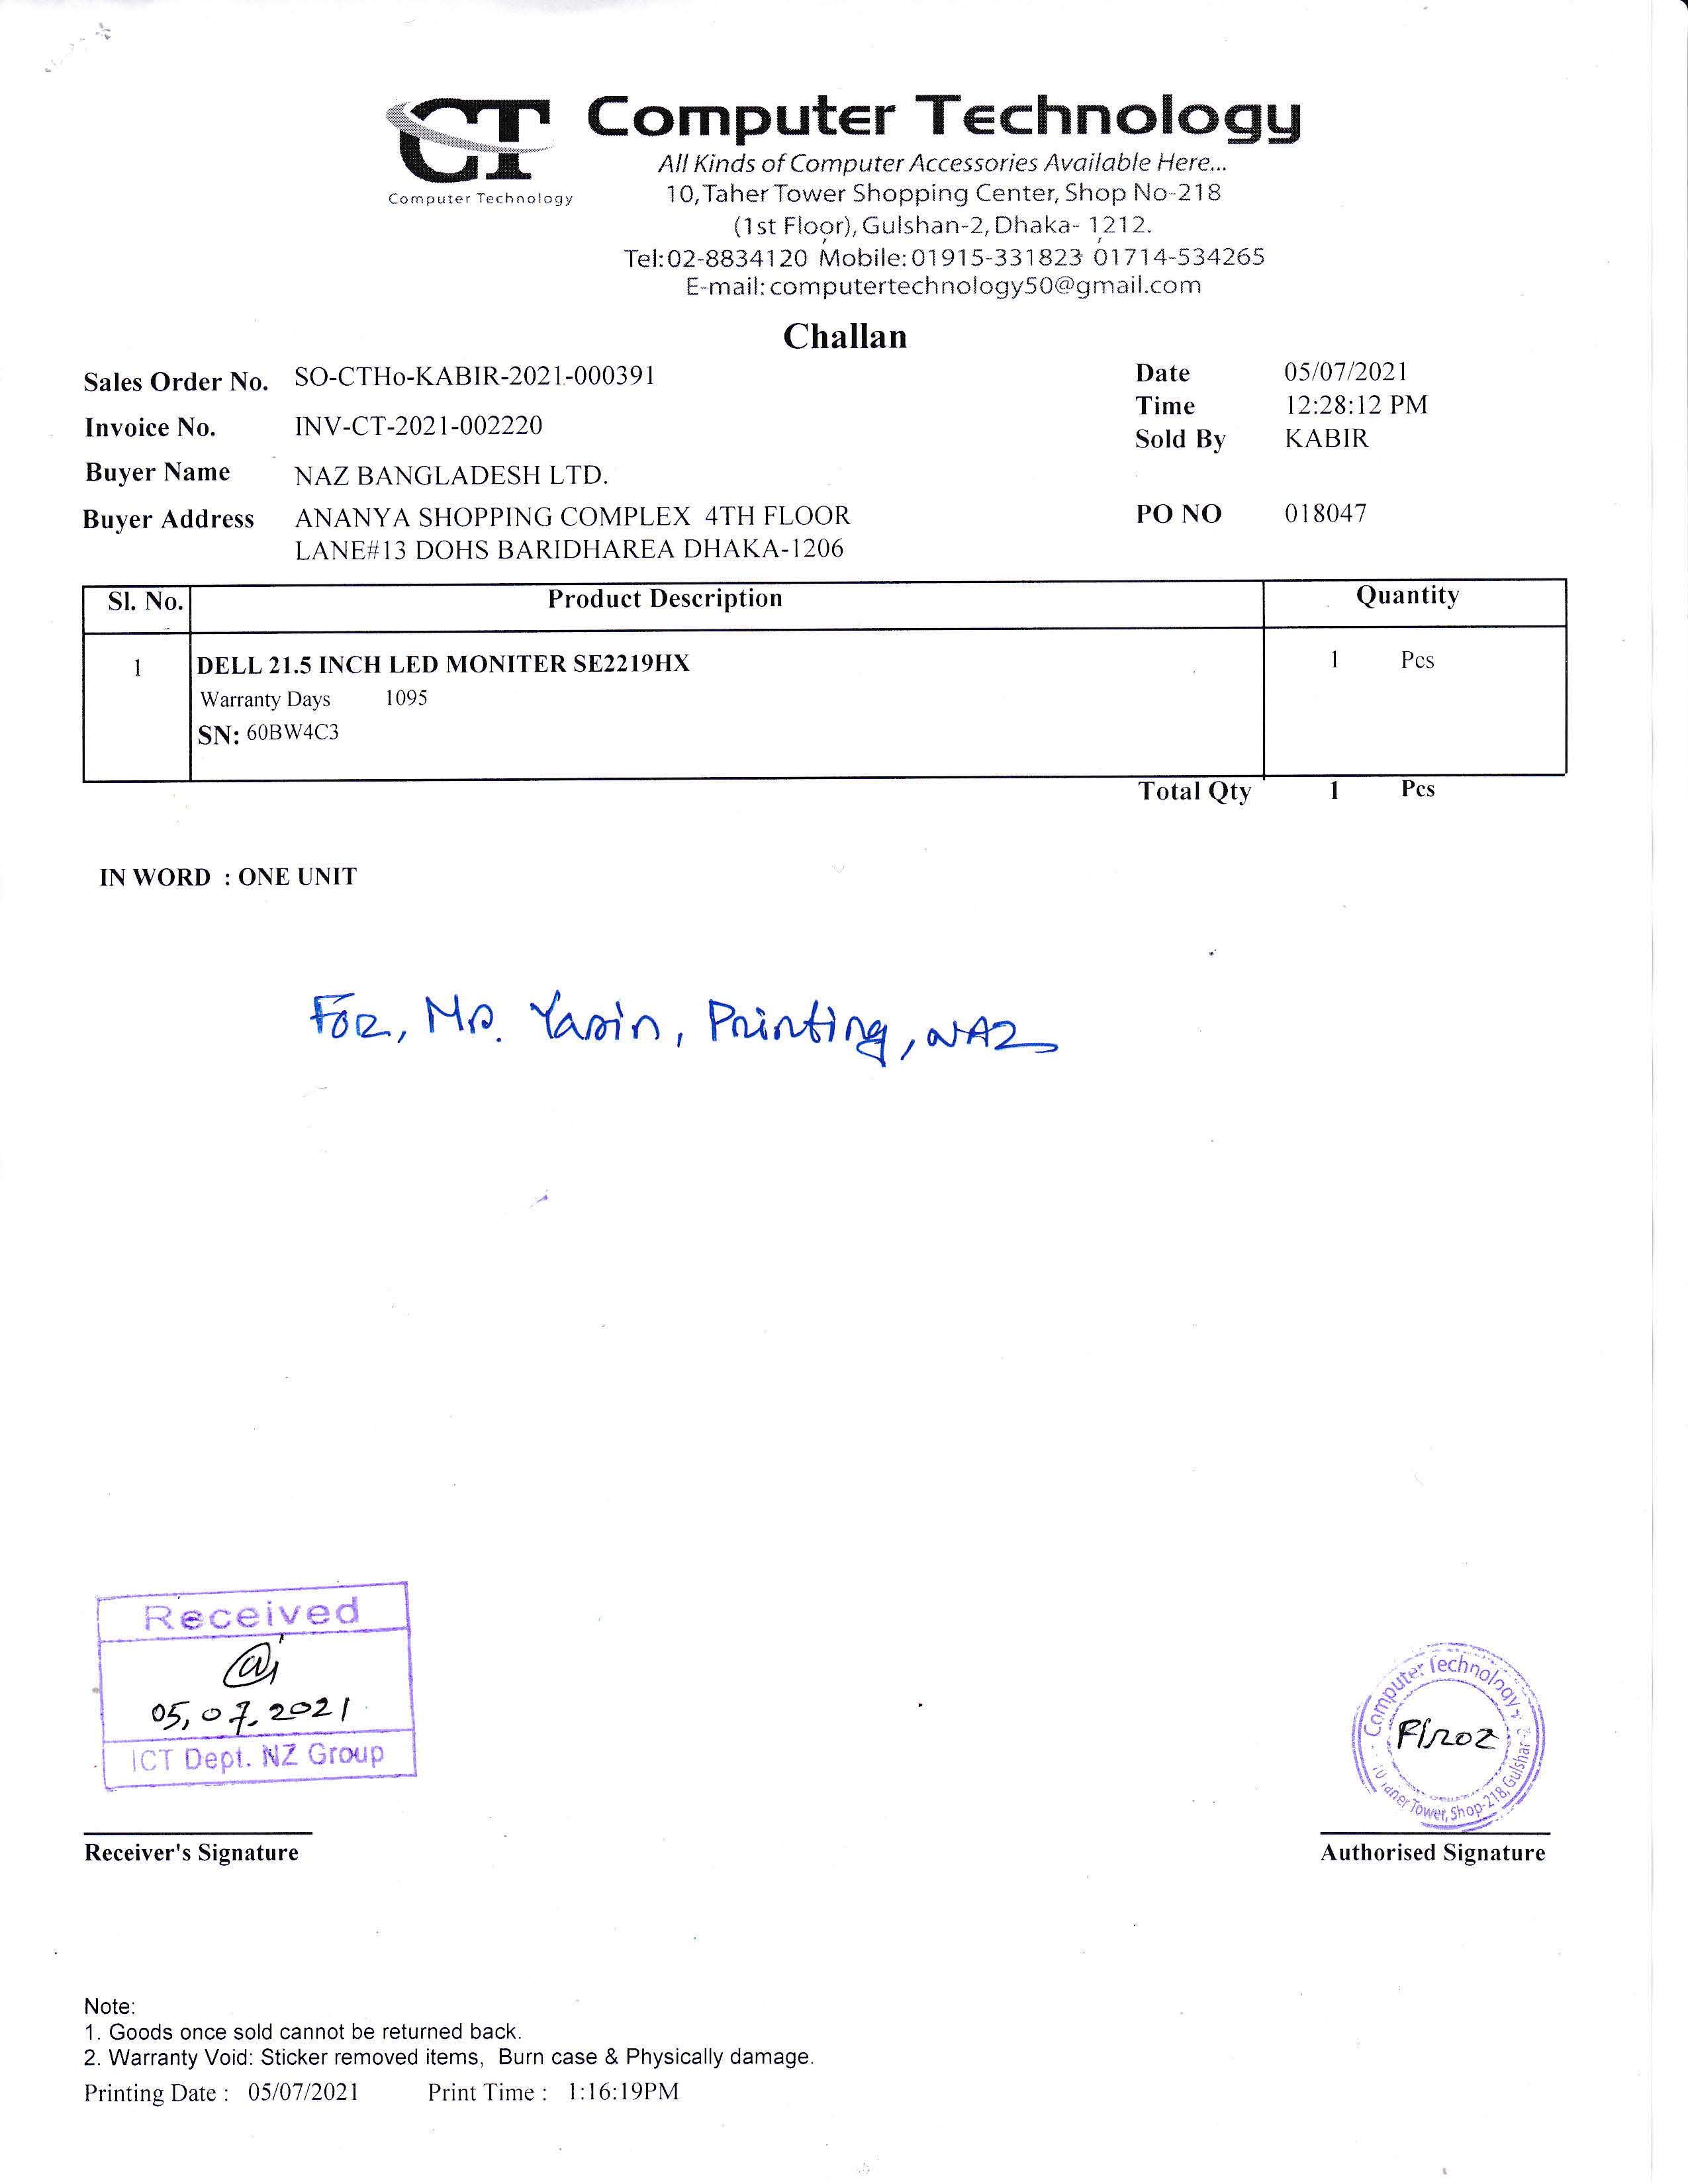 CT Computer Technology
Computer Technology
All Kinds of Computer Accessories Available Here...
10, Taher Tower Shopping Center, Shop No-218
(1st Floor), Gulshan-2, Dhaka- 1212.
Tel:02-8834120 Mobile:01915-331823 01714-534265
E-mail: computertechnology50@gmail.com
Challan
Sales Order No. SO-CTHo-KABIR-2021-000391 Date 05/07/2021
Time 12:28:12 PM
Invoice No. INV-CT-2021-002220 Sold By KABIR
Buyer Name NAZ BANGLADESH LTD.
Buyer Address ANANYA SHOPPING COMPLEX 4TH FLOOR PO NO 018047
LANE#13 DOHS BARIDHAREA DHAKA-1206
Sl. No. Product Description Quantity
1 DELL 21.5 INCH LED MONITER SE2219HX 1 Pcs
Warranty Days 1095
SN: 60BW4C3
Total Qty 1 Pcs
IN WORD : ONE UNIT
For, Mr. Yasin, Printing, NAZ
Received
05,07.2021
ICT Dept. NZ Group
Computer Technology
Firoz
Tower, Shop-218, Gulshan-2
Receiver's Signature Authorised Signature
Note:
1. Goods once sold cannot be returned back.
2. Warranty Void: Sticker removed items, Burn case & Physically damage.
Printing Date : 05/07/2021 Print Time : 1:16:19PM